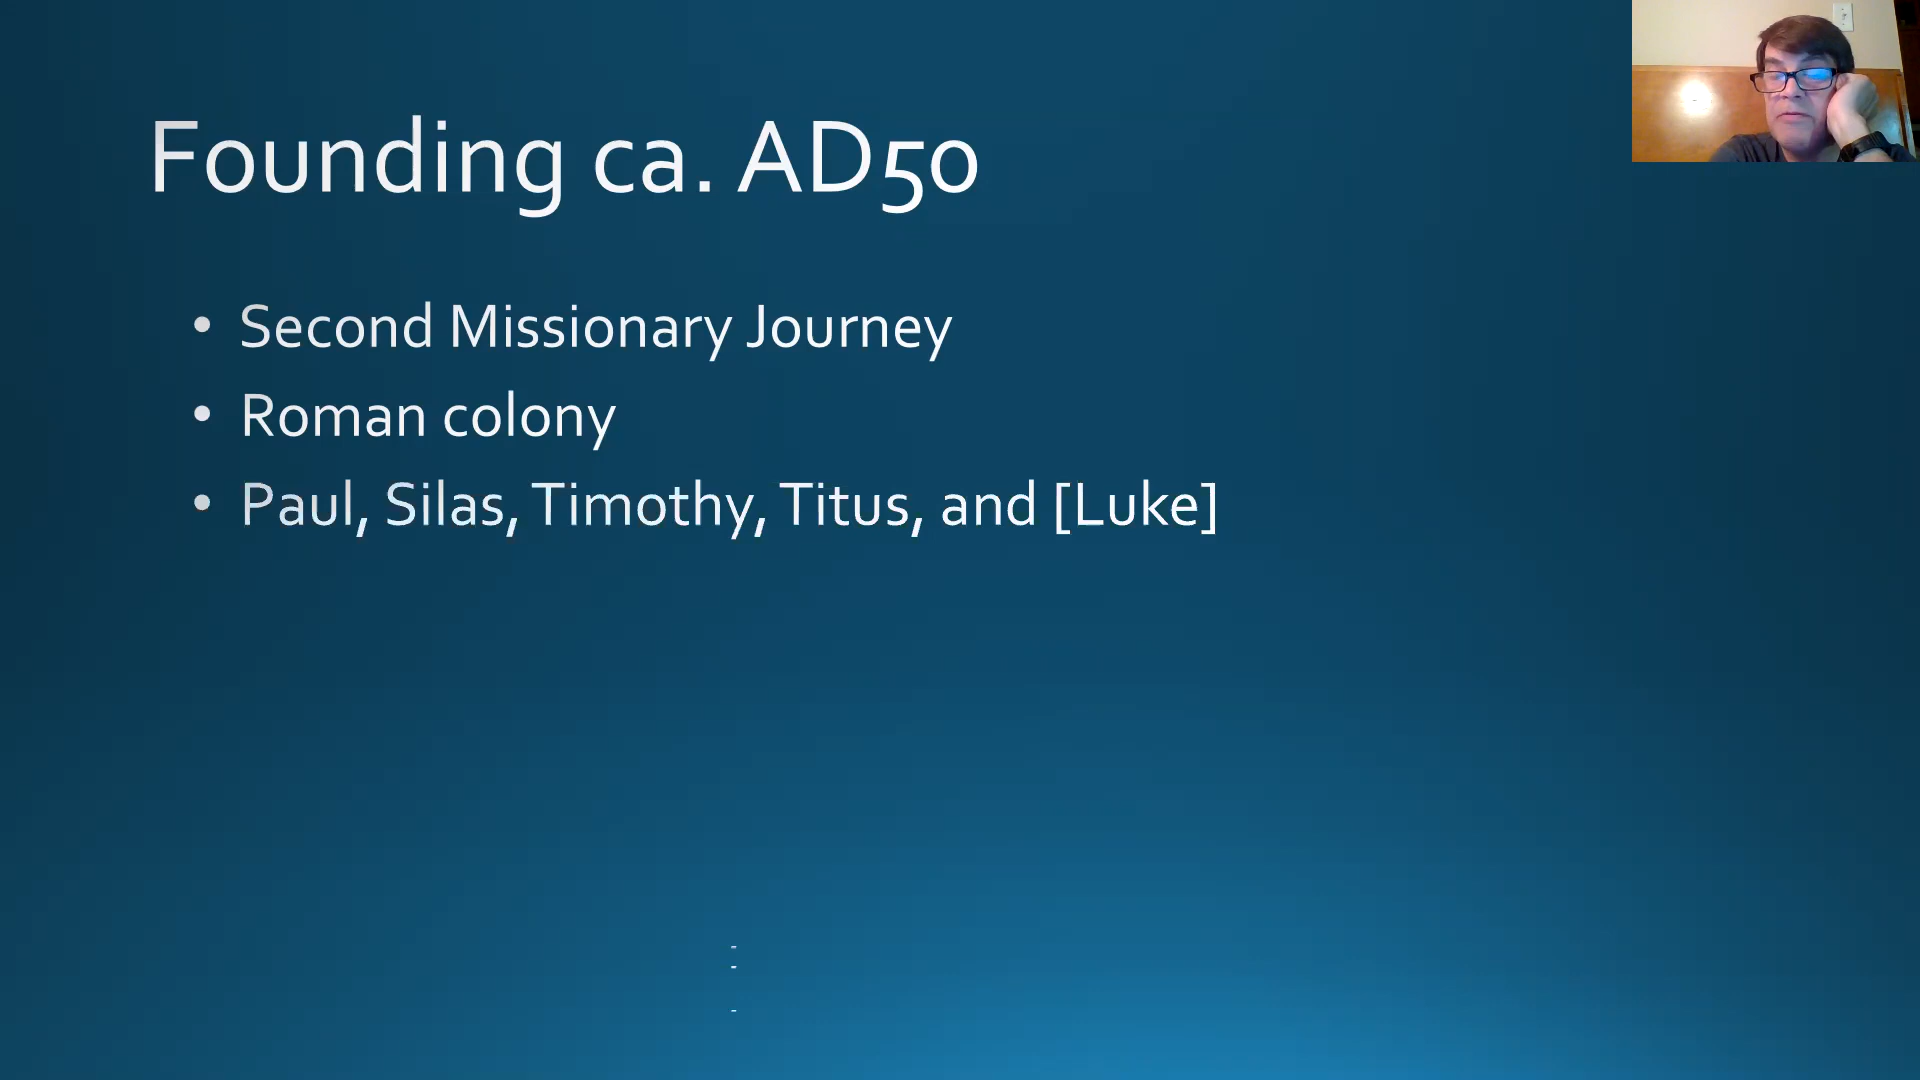 Founding ca. AD50
• Second Missionary Journey
• Roman colony
• Paul, Silas, Timothy, Titus, and [Luke]
-
-
-